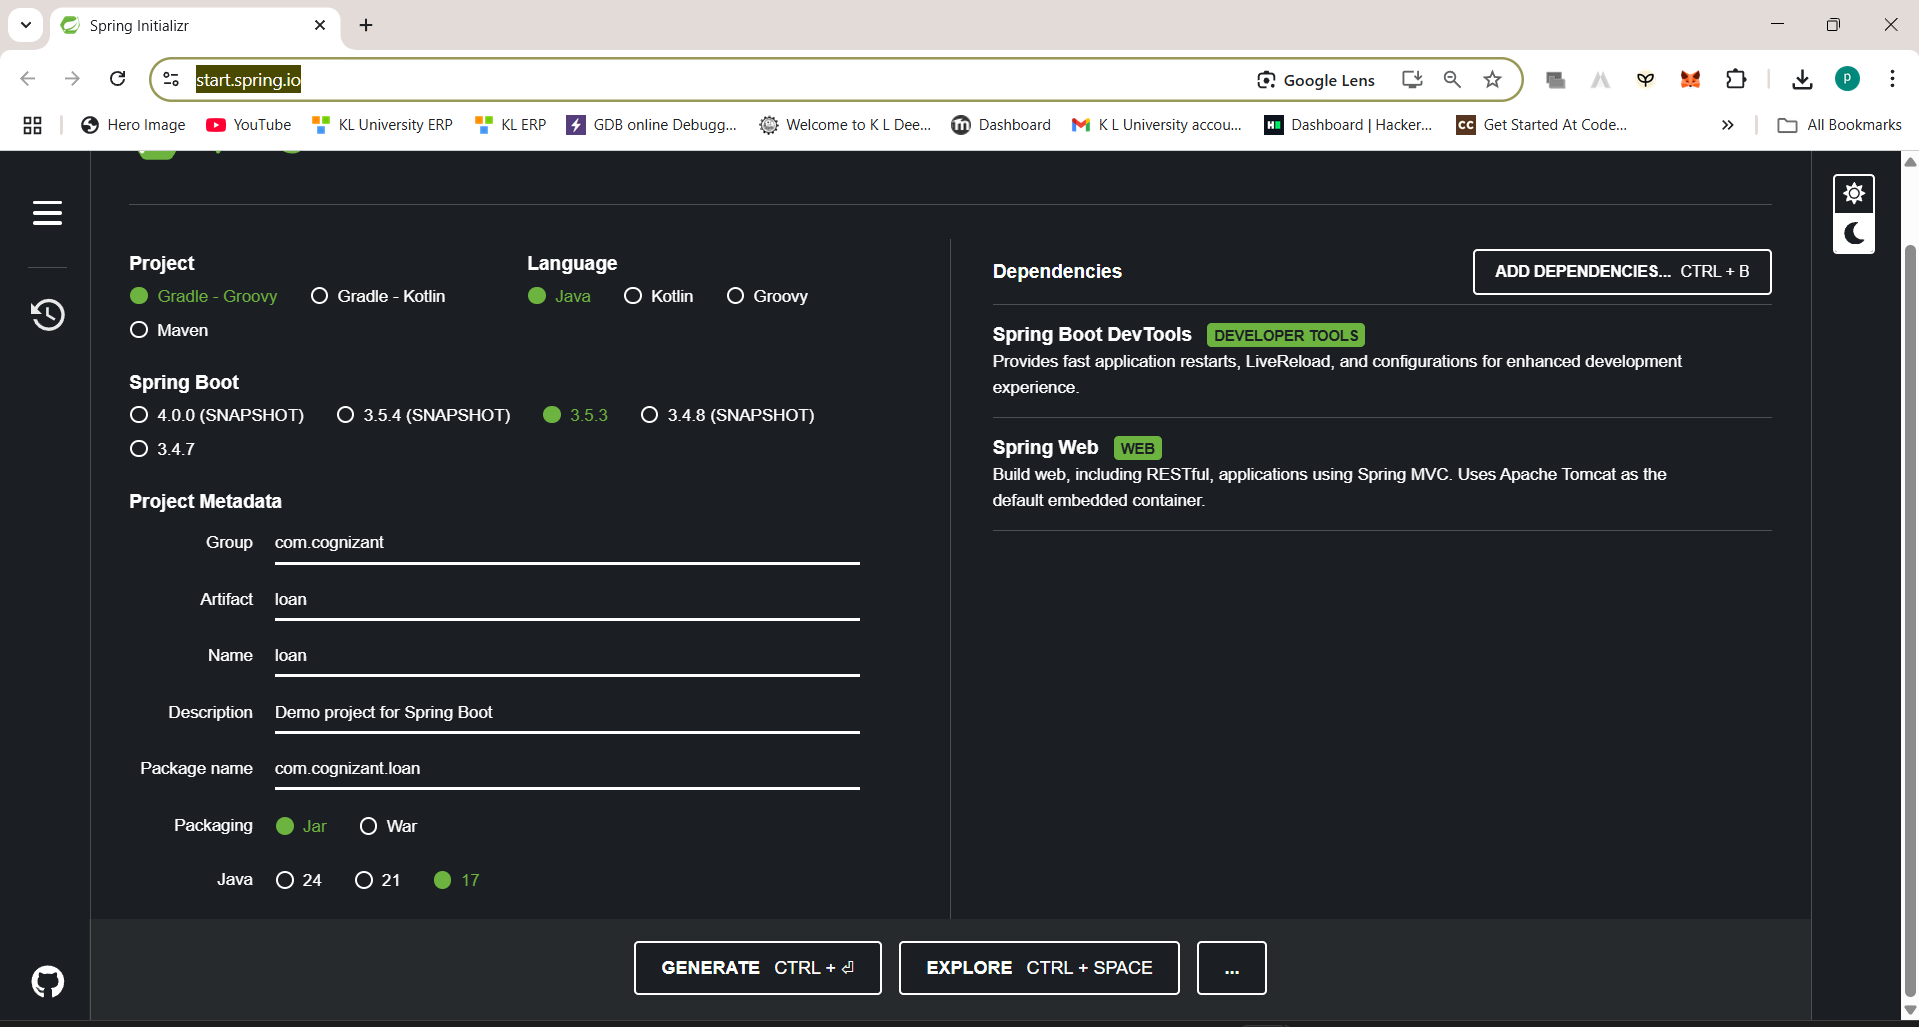 Spring Initializr
start.spring.io
Google Lens
Hero Image
YouTube
KL University ERP
KL ERP
GDB online Debugg...
Welcome to K L Dee...
Dashboard
K L University accou...
Dashboard | Hacker...
CC
Get Started At Code...
All Bookmarks
P
Project
Gradle - Groovy
Gradle - Kotlin
Maven
Language
Java
Kotlin
Groovy
Spring Boot
4.0.0 (SNAPSHOT)
3.5.4 (SNAPSHOT)
3.5.3
3.4.8 (SNAPSHOT)
3.4.7
Project Metadata
Group com.cognizant
Artifact loan
Name loan
Description Demo project for Spring Boot
Package name com.cognizant.loan
Packaging Jar War
Java 24 21 17
Dependencies
ADD DEPENDENCIES... CTRL + B
Spring Boot DevTools DEVELOPER TOOLS
Provides fast application restarts, LiveReload, and configurations for enhanced development
experience.
Spring Web WEB
Build web, including RESTful, applications using Spring MVC. Uses Apache Tomcat as the
default embedded container.
GENERATE CTRL + ⏎
EXPLORE CTRL + SPACE
...